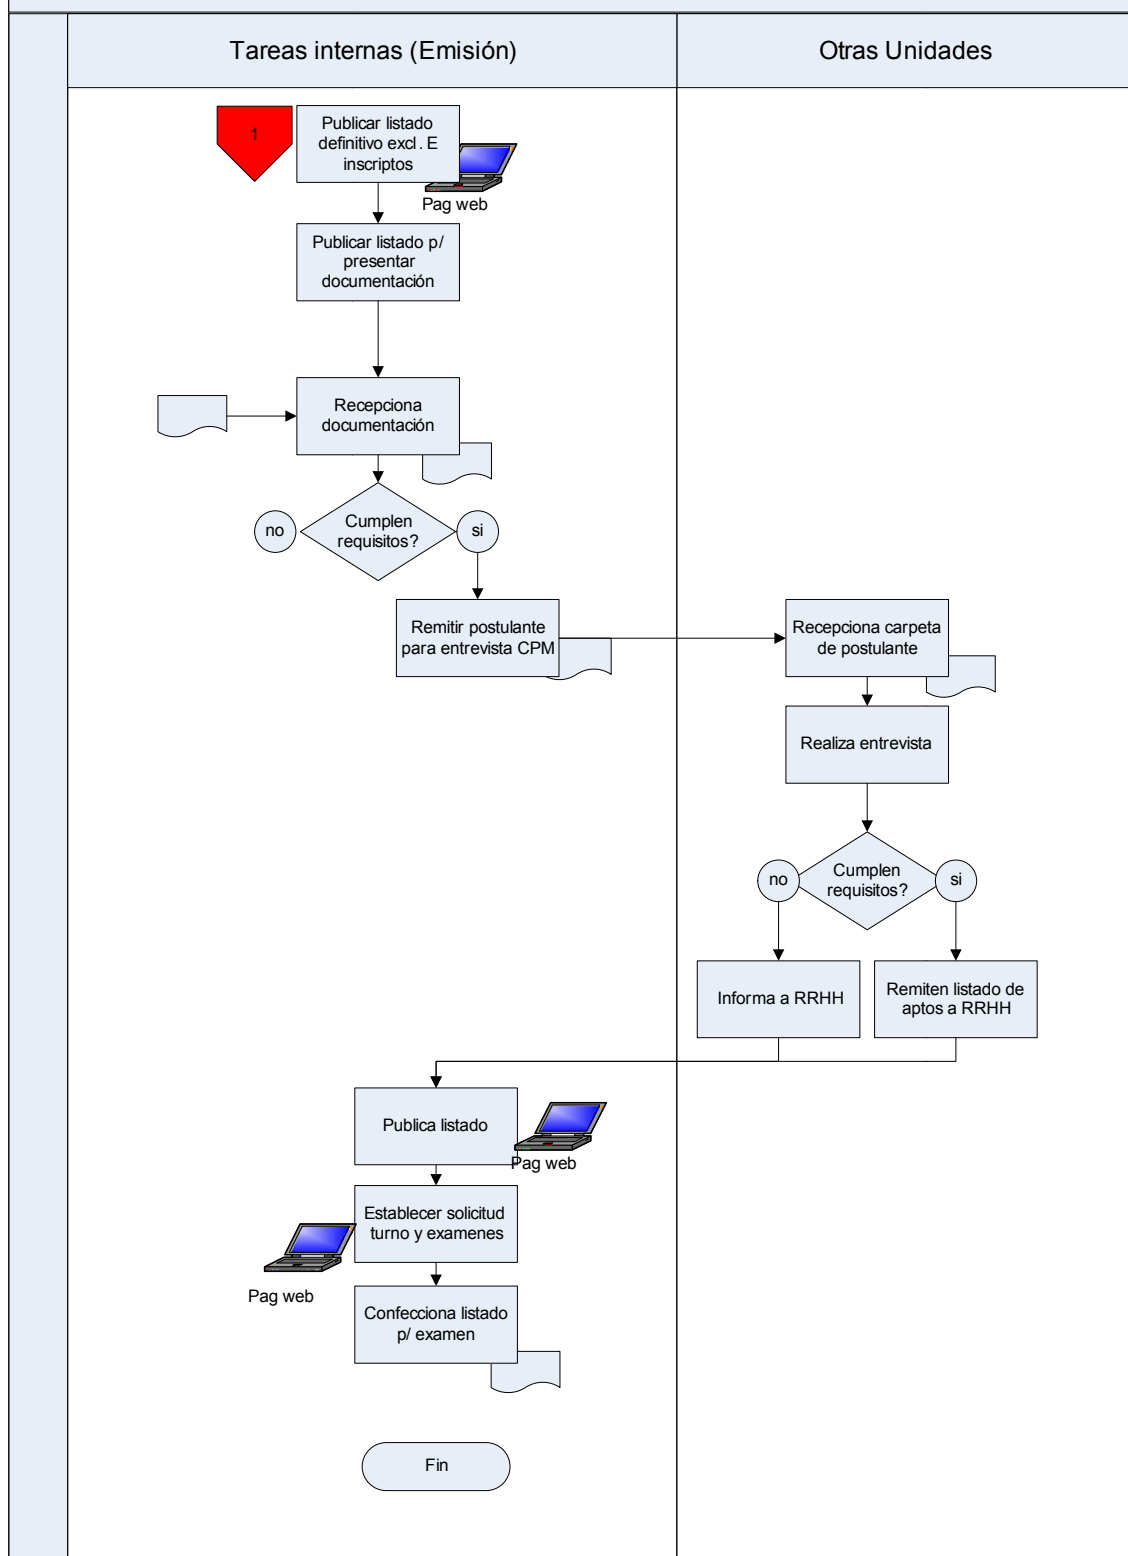 Tareas internas (Emisión)
Otras Unidades
1
Publicar listado
definitivo excl. E
inscriptos
Pag web
Publicar listado p/
presentar
documentación
Recepciona
documentación
no
Cumplen
requisitos?
si
Remitir postulante
para entrevista CPM
Recepciona carpeta
de postulante
Realiza entrevista
no
Cumplen
requisitos?
si
Informa a RRHH
Remiten listado de
aptos a RRHH
Publica listado
Pag web
Establecer solicitud
turno y examenes
Pag web
Confecciona listado
p/ examen
Fin